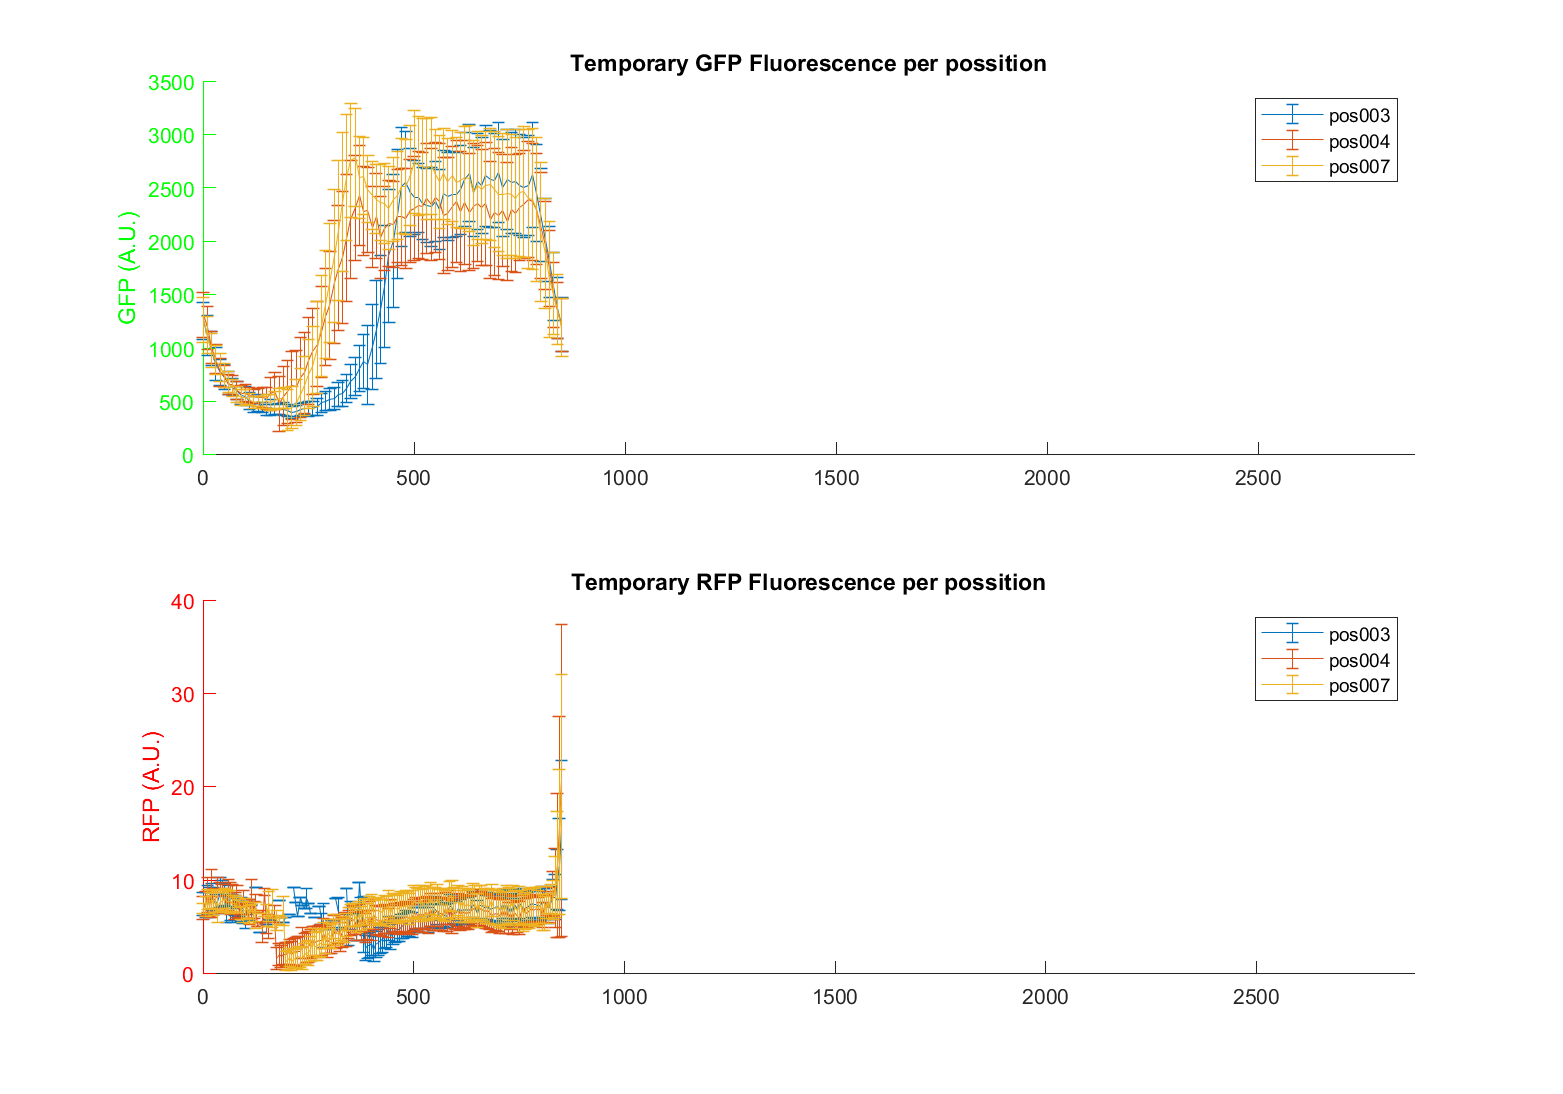 Temporary GFP Fluorescence per possition
3500
3000
2500
2000
1500
1000
500
0
GFP (A.U.)
pos003
pos004
pos007
0 500 1000 1500 2000 2500
Temporary RFP Fluorescence per possition
40
30
20
10
0
RFP (A.U.)
pos003
pos004
pos007
0 500 1000 1500 2000 2500